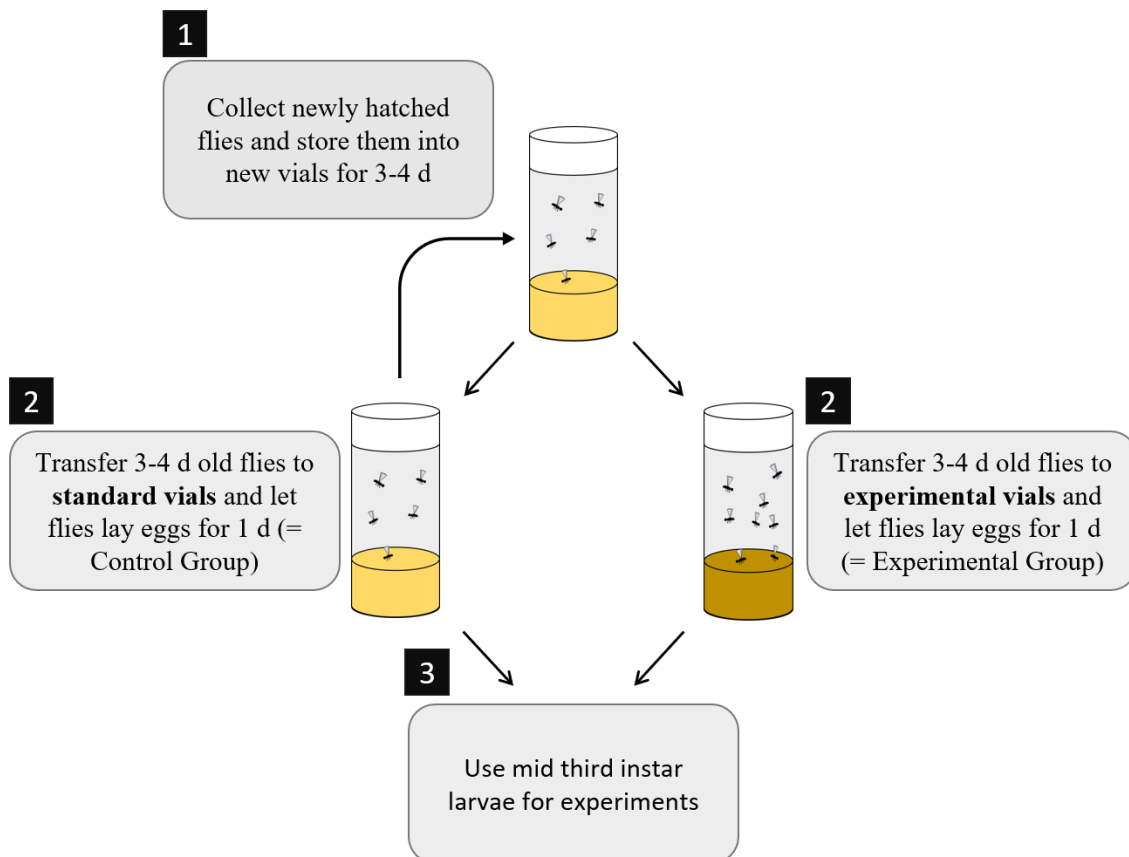 1
Collect newly hatched
flies and store them into
new vials for 3-4 d
2
Transfer 3-4 d old flies to
standard vials and let
flies lay eggs for 1 d (=
Control Group)
2
Transfer 3-4 d old flies to
experimental vials and
let flies lay eggs for 1 d
(= Experimental Group)
3
Use mid third instar
larvae for experiments